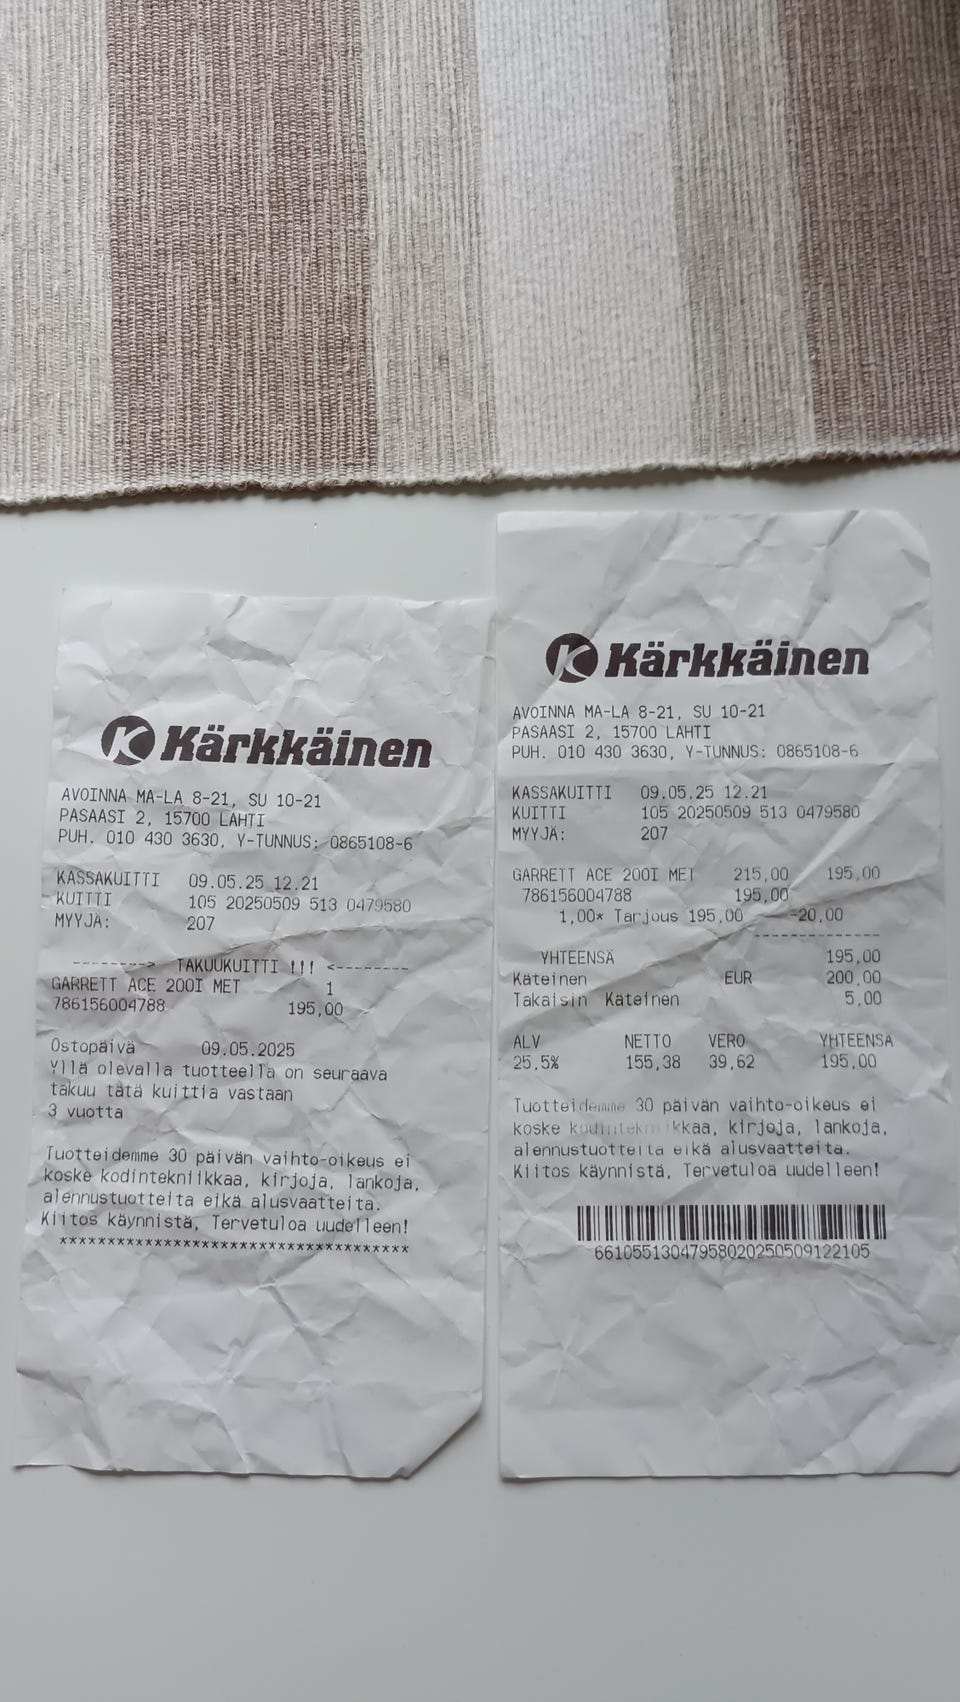 Kärkkäinen
AVOINNA MA-LA 8-21, SU 10-21
PASAASI 2, 15700 LAHTI
PUH. 010 430 3630, Y-TUNNUS: 0865108-6
KASSAKUITTI 09.05.25 12.21
KUITTI 105 20250509 513 0479580
MYYJÄ: 207
--------> TAKUUKUITTI !!! <--------
GARRETT ACE 200I MET 1
786156004788 195,00
Ostopäivä 09.05.2025
Yllä olevalla tuotteella on seuraava
takuu tätä kuittia vastaan
3 vuotta
Tuotteidemme 30 päivän vaihto-oikeus ei
koske kodintekniikkaa, kirjoja, lankoja,
alennustuotteita eikä alusvaatteita.
Kiitos käynnistä, Tervetuloa uudelleen!
*************************************
Kärkkäinen
AVOINNA MA-LA 8-21, SU 10-21
PASAASI 2, 15700 LAHTI
PUH. 010 430 3630, Y-TUNNUS: 0865108-6
KASSAKUITTI 09.05.25 12.21
KUITTI 105 20250509 513 0479580
MYYJÄ: 207
GARRETT ACE 200I MET 215,00 195,00
786156004788 195,00
1,00* Tarjous 195,00 -20,00
-------------
YHTEENSÄ 195,00
Käteinen EUR 200,00
Takaisin Käteinen 5,00
ALV NETTO VERO YHTEENSÄ
25.5% 155,38 39,62 195,00
Tuotteidemme 30 päivän vaihto-oikeus ei
koske kodintekniikkaa, kirjoja, lankoja,
alennustuotteita eikä alusvaatteita.
Kiitos käynnistä, Tervetuloa uudelleen!
6610551304795802025050912​2105